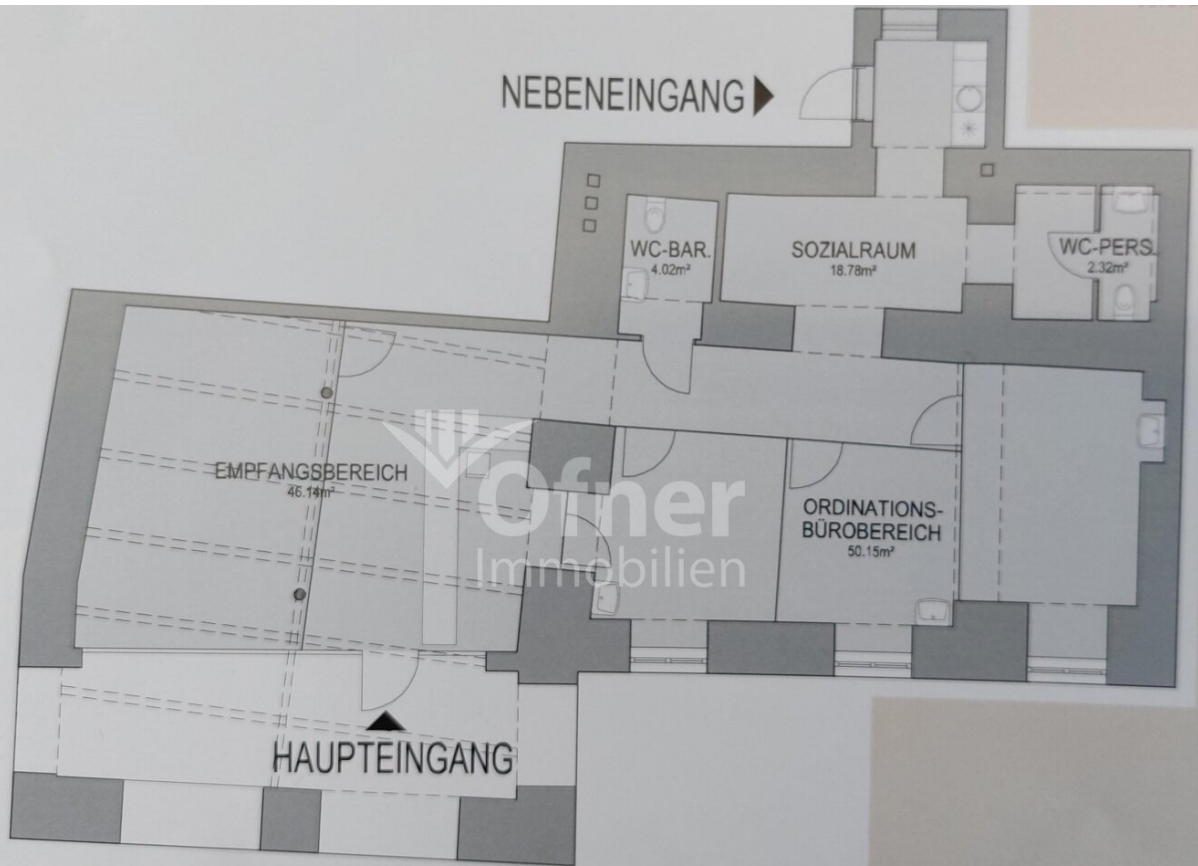 NEBENEINGANG
WC-BAR.
4.02m²
SOZIALRAUM
18.78m²
WC-PERS.
2.32m²
EMPFANGSBEREICH
46.14m²
Ofner
Immobilien
ORDINATIONS-
BÜROBEREICH
50.15m²
HAUPTEINGANG